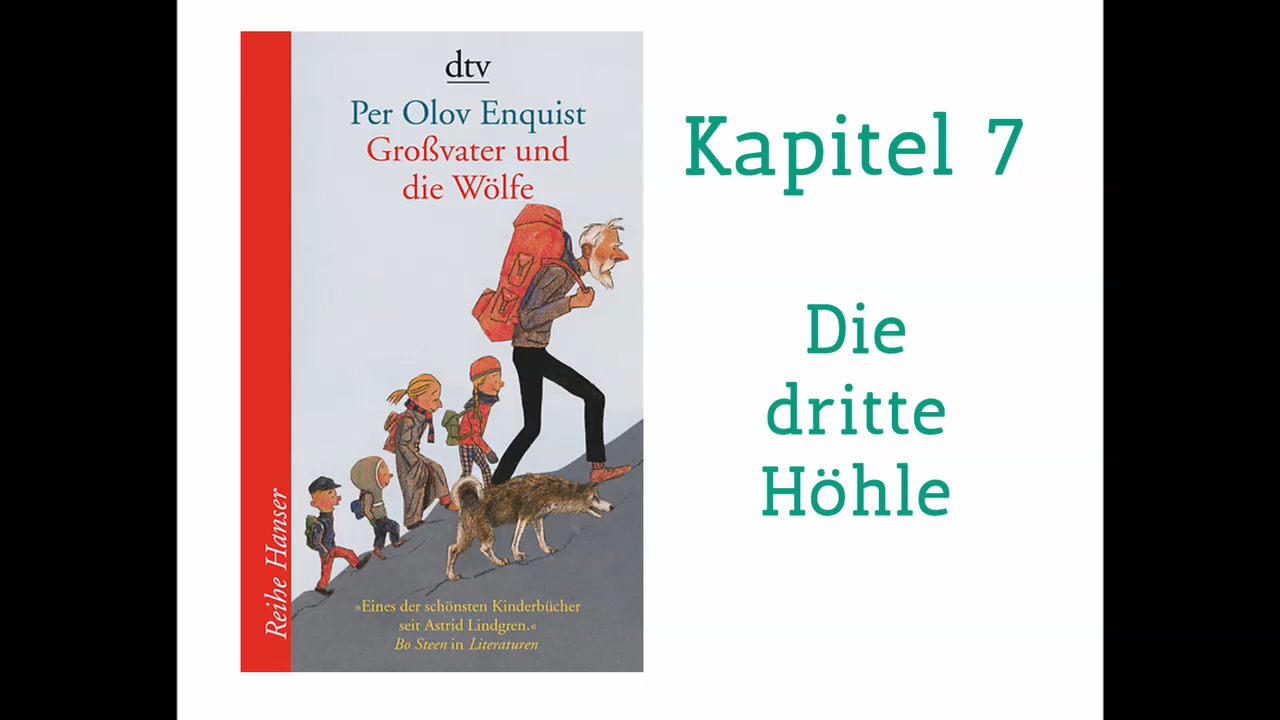 dtv
Per Olov Enquist
Großvater und
die Wölfe
Reihe Hanser
»Eines der schönsten Kinderbücher
seit Astrid Lindgren.«
Bo Steen in Literaturen
Kapitel 7
Die
dritte
Höhle